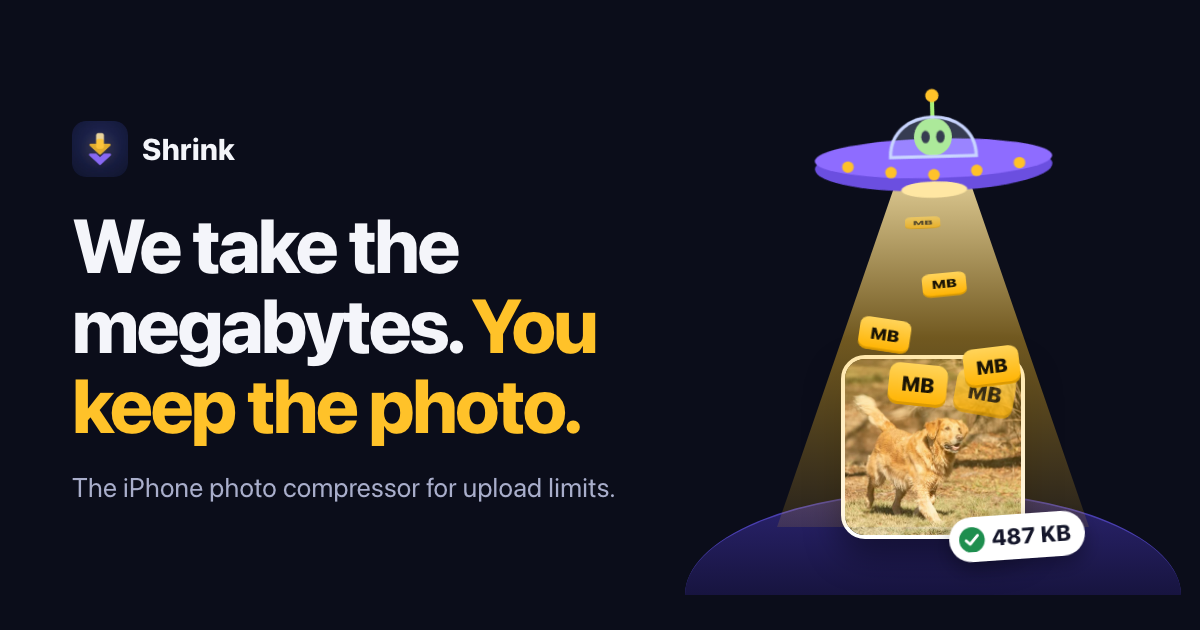 Shrink
We take the
megabytes. You
keep the photo.
The iPhone photo compressor for upload limits.
MB
MB
MB
MB
MB
MB
487 KB